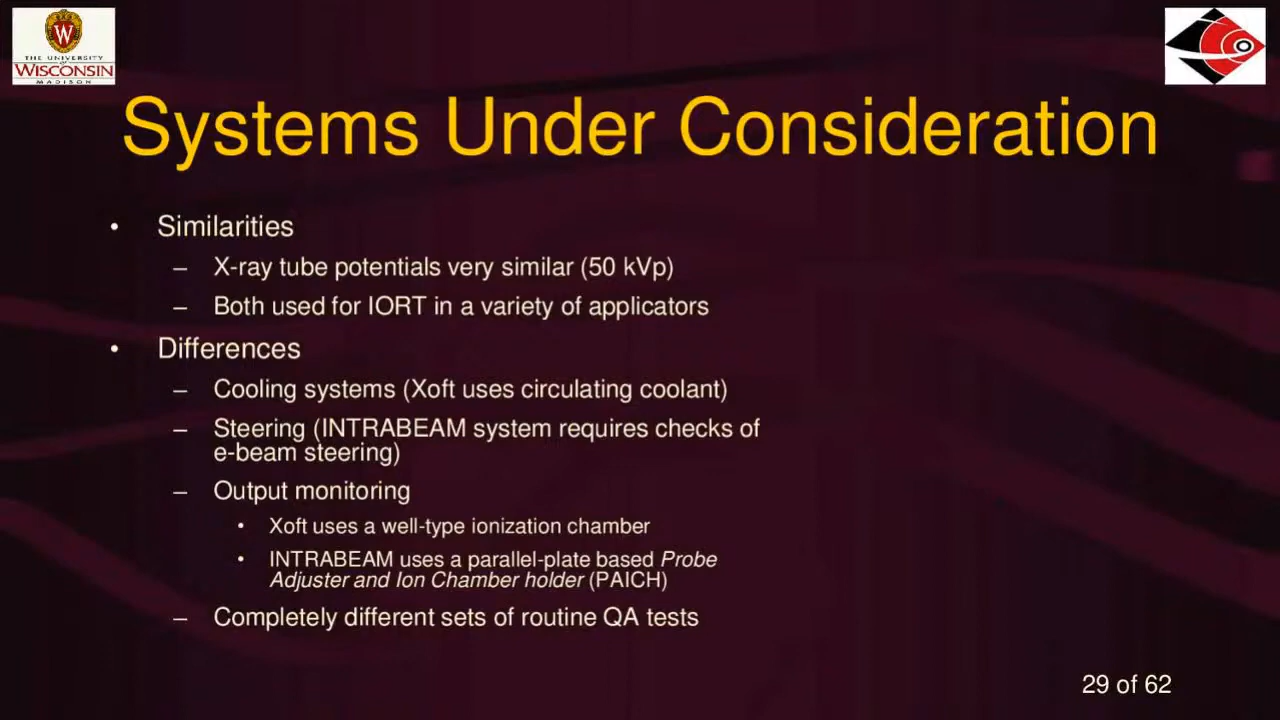 W
THE UNIVERSITY
of
WISCONSIN
MADISON
Systems Under Consideration
• Similarities
– X-ray tube potentials very similar (50 kVp)
– Both used for IORT in a variety of applicators
• Differences
– Cooling systems (Xoft uses circulating coolant)
– Steering (INTRABEAM system requires checks of
e-beam steering)
– Output monitoring
• Xoft uses a well-type ionization chamber
• INTRABEAM uses a parallel-plate based Probe
Adjuster and Ion Chamber holder (PAICH)
– Completely different sets of routine QA tests
29 of 62